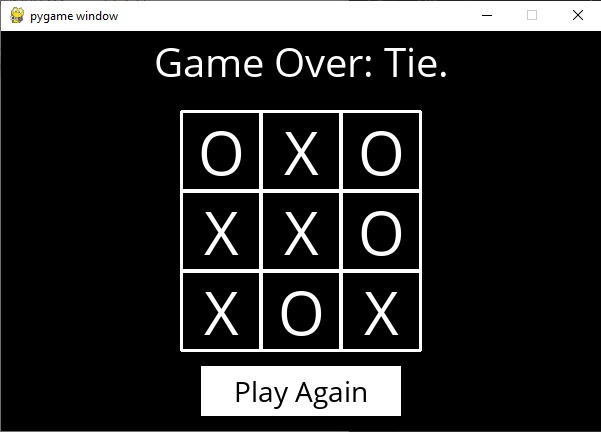 pygame window
Game Over: Tie.
O X O
X X O
X O X
Play Again